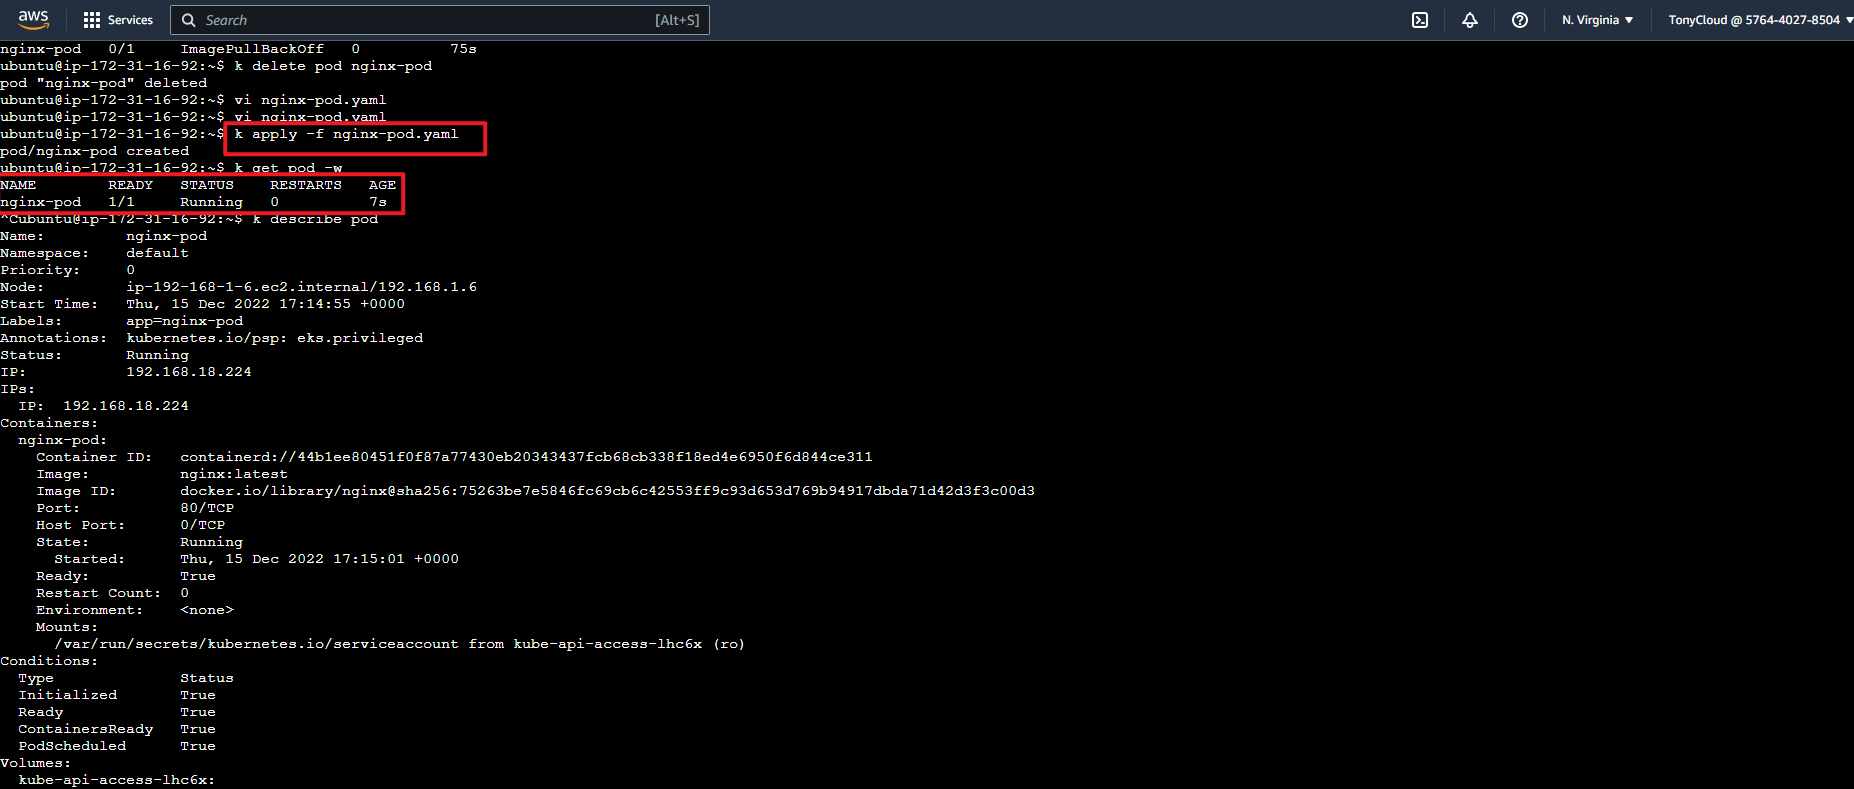 aws Services Search [Alt+S] N. Virginia TonyCloud @ 5764-4027-8504
nginx-pod   0/1     ImagePullBackOff   0          75s
ubuntu@ip-172-31-16-92:~$ k delete pod nginx-pod
pod "nginx-pod" deleted
ubuntu@ip-172-31-16-92:~$ vi nginx-pod.yaml
ubuntu@ip-172-31-16-92:~$ vi nginx-pod.yaml
ubuntu@ip-172-31-16-92:~$ k apply -f nginx-pod.yaml
pod/nginx-pod created
ubuntu@ip-172-31-16-92:~$ k get pod -w
NAME        READY   STATUS    RESTARTS   AGE
nginx-pod   1/1     Running   0          7s
^Cubuntu@ip-172-31-16-92:~$ k describe pod
Name:         nginx-pod
Namespace:    default
Priority:     0
Node:         ip-192-168-1-6.ec2.internal/192.168.1.6
Start Time:   Thu, 15 Dec 2022 17:14:55 +0000
Labels:       app=nginx-pod
Annotations:  kubernetes.io/psp: eks.privileged
Status:       Running
IP:           192.168.18.224
IPs:
  IP:  192.168.18.224
Containers:
  nginx-pod:
    Container ID:   containerd://44b1ee80451f0f87a77430eb20343437fcb68cb338f18ed4e6950f6d844ce311
    Image:          nginx:latest
    Image ID:       docker.io/library/nginx@sha256:75263be7e5846fc69cb6c42553ff9c93d653d769b94917dbda71d42d3f3c00d3
    Port:           80/TCP
    Host Port:      0/TCP
    State:          Running
      Started:      Thu, 15 Dec 2022 17:15:01 +0000
    Ready:          True
    Restart Count:  0
    Environment:    <none>
    Mounts:
      /var/run/secrets/kubernetes.io/serviceaccount from kube-api-access-lhc6x (ro)
Conditions:
  Type              Status
  Initialized       True
  Ready             True
  ContainersReady   True
  PodScheduled      True
Volumes:
  kube-api-access-lhc6x: